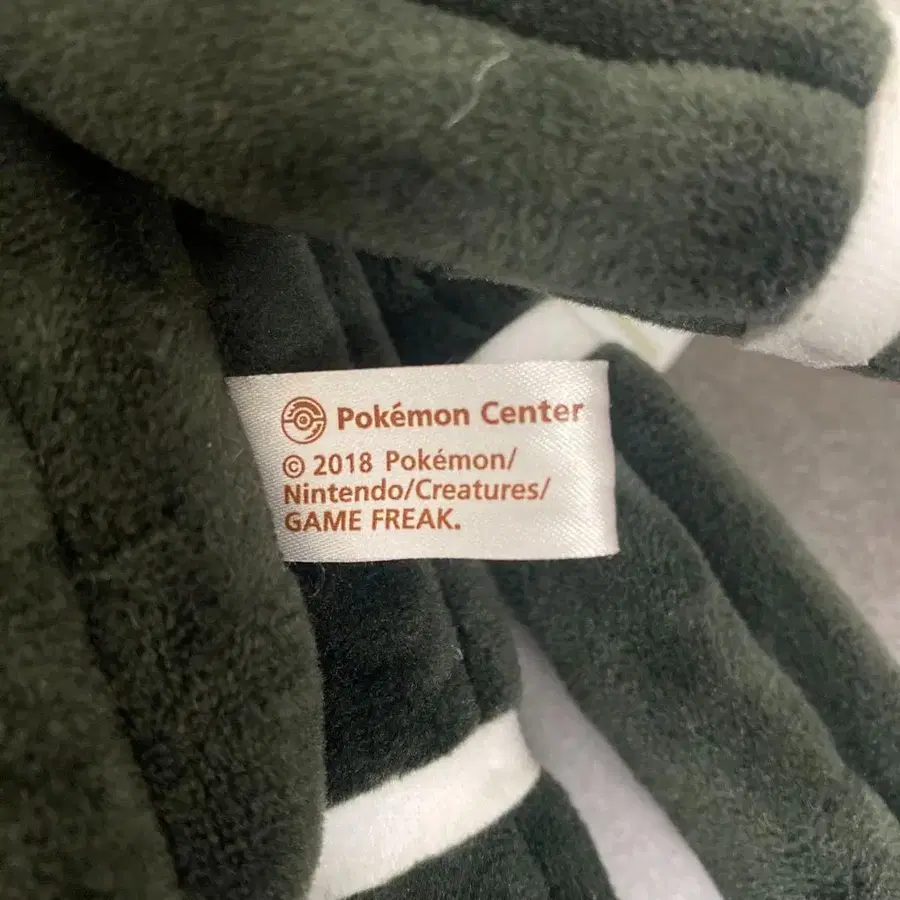 Pokémon Center
© 2018 Pokémon/
Nintendo/Creatures/
GAME FREAK.